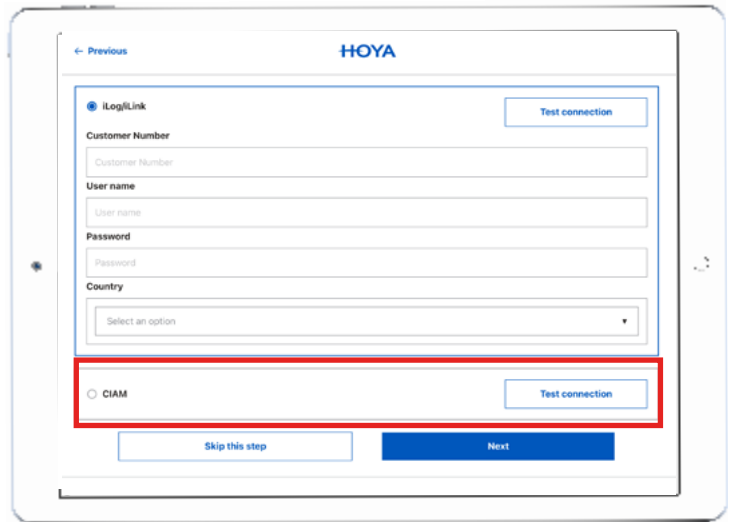 ← Previous
HOYA
iLog/iLink
Test connection
Customer Number
Customer Number
User name
User name
Password
Password
Country
Select an option
CIAM
Test connection
Skip this step
Next